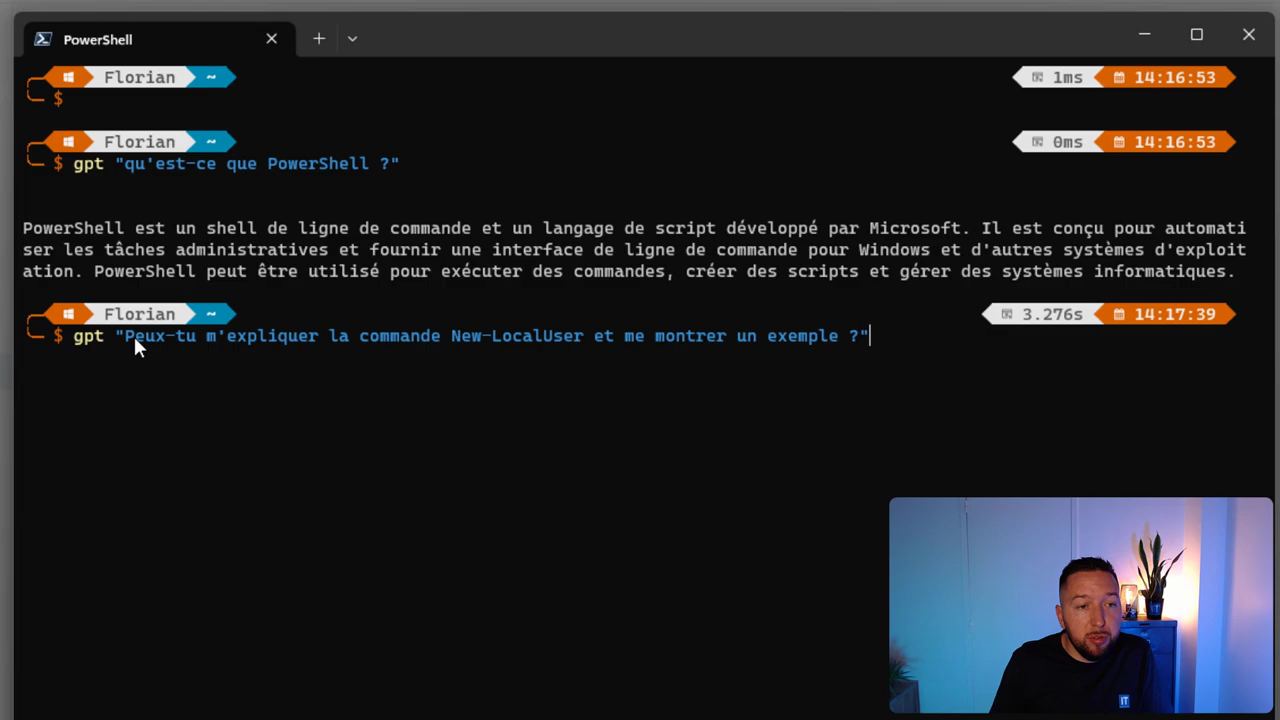 PowerShell
Florian ~ 1ms 14:16:53
$
Florian ~ 0ms 14:16:53
$ gpt "qu'est-ce que PowerShell ?"
PowerShell est un shell de ligne de commande et un langage de script développé par Microsoft. Il est conçu pour automati
ser les tâches administratives et fournir une interface de ligne de commande pour Windows et d'autres systèmes d'exploit
ation. PowerShell peut être utilisé pour exécuter des commandes, créer des scripts et gérer des systèmes informatiques.
Florian ~ 3.276s 14:17:39
$ gpt "Peux-tu m'expliquer la commande New-LocalUser et me montrer un exemple ?"
IT